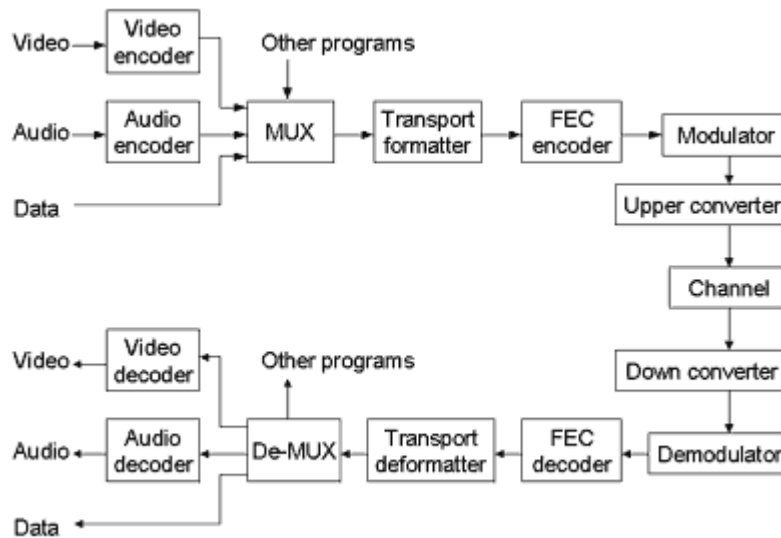 Video
Video
encoder
Other programs
Audio
Audio
encoder
MUX
Transport
formatter
FEC
encoder
Modulator
Data
Upper converter
Channel
Video
Video
decoder
Other programs
Down converter
Audio
Audio
decoder
De-MUX
Transport
deformatter
FEC
decoder
Demodulator
Data